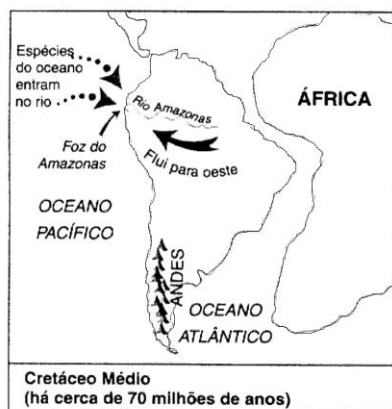 Espécies
do oceano
entram
no rio
Rio Amazonas
ÁFRICA
Foz do
Amazonas
Flui para oeste
OCEANO
PACÍFICO
ANDES
OCEANO
ATLÂNTICO
Cretáceo Médio
(há cerca de 70 milhões de anos)